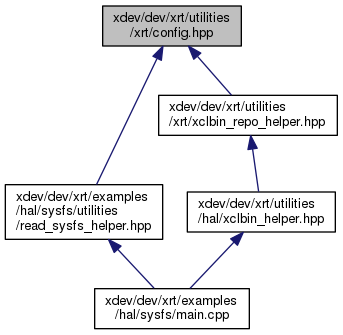 xdev/dev/xrt/utilities
/xrt/config.hpp
xdev/dev/xrt/utilities
/xrt/xclbin_repo_helper.hpp
xdev/dev/xrt/examples
/hal/sysfs/utilities
/read_sysfs_helper.hpp
xdev/dev/xrt/utilities
/hal/xclbin_helper.hpp
xdev/dev/xrt/examples
/hal/sysfs/main.cpp